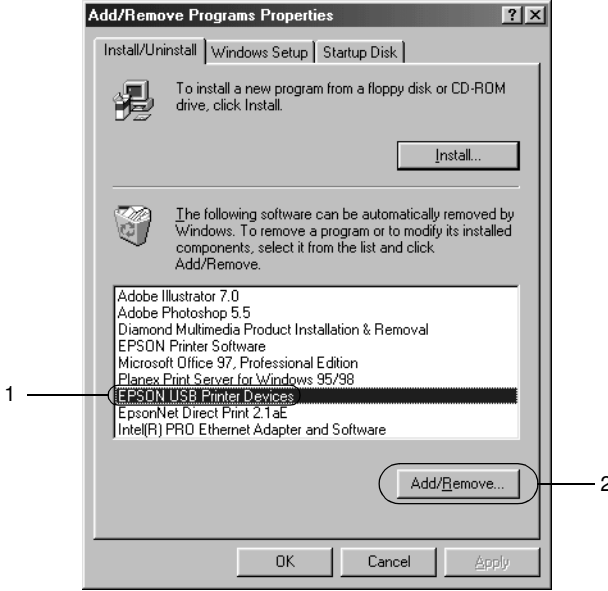 Add/Remove Programs Properties
Install/Uninstall
Windows Setup
Startup Disk
To install a new program from a floppy disk or CD-ROM
drive, click Install.
Install...
The following software can be automatically removed by
Windows. To remove a program or to modify its installed
components, select it from the list and click
Add/Remove.
Adobe Illustrator 7.0
Adobe Photoshop 5.5
Diamond Multimedia Product Installation & Removal
EPSON Printer Software
Microsoft Office 97, Professional Edition
Planex Print Server for Windows 95/98
1
EPSON USB Printer Devices
EpsonNet Direct Print 2.1aE
Intel(R) PRO Ethernet Adapter and Software
Add/Remove...
2
OK
Cancel
Apply